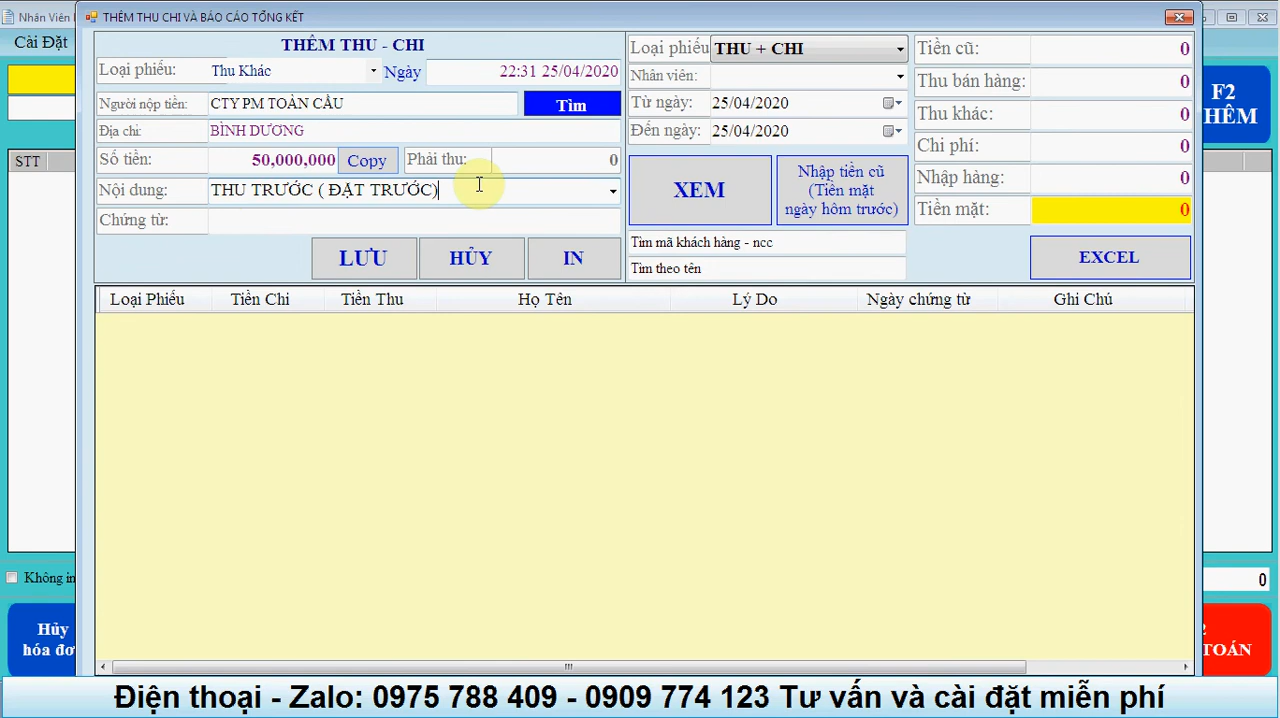 Nhân Viên
THÊM THU CHI VÀ BÁO CÁO TỔNG KẾT
Cài Đặt
THÊM THU - CHI
Loại phiếu: Thu Khác Ngày 22:31 25/04/2020
Người nộp tiền: CTY PM TOÀN CẦU Tìm
Địa chỉ: BÌNH DƯƠNG
Số tiền: 50,000,000 Copy Phải thu: 0
Nội dung: THU TRƯỚC ( ĐẶT TRƯỚC)
Chứng từ:
LƯU HỦY IN
Loại phiếu THU + CHI
Nhân viên:
Từ ngày: 25/04/2020
Đến ngày: 25/04/2020
XEM
Nhập tiền cũ
(Tiền mặt
ngày hôm trước)
Tìm mã khách hàng - ncc
Tìm theo tên
Tiền cũ: 0
Thu bán hàng: 0
Thu khác: 0
Chi phí: 0
Nhập hàng: 0
Tiền mặt: 0
EXCEL
F2
HÊM
STT
Loại Phiếu Tiền Chi Tiền Thu Họ Tên Lý Do Ngày chứng từ Ghi Chú
Không in
0
Hủy
hóa đơ
2
TOÁN
Điện thoại - Zalo: 0975 788 409 - 0909 774 123 Tư vấn và cài đặt miễn phí